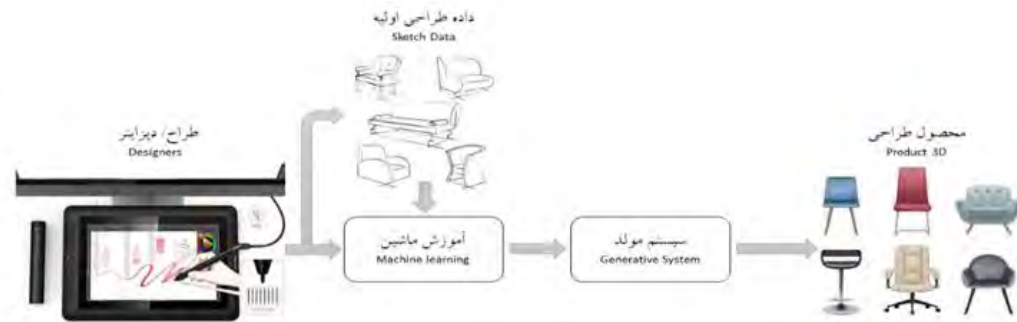 داده طراحی اولیه
Sketch Data
طراح/ دیزاینر
Designers
محصول طراحی
Product 3D
آموزش ماشین
Machine learning
سیستم مولد
Generative System